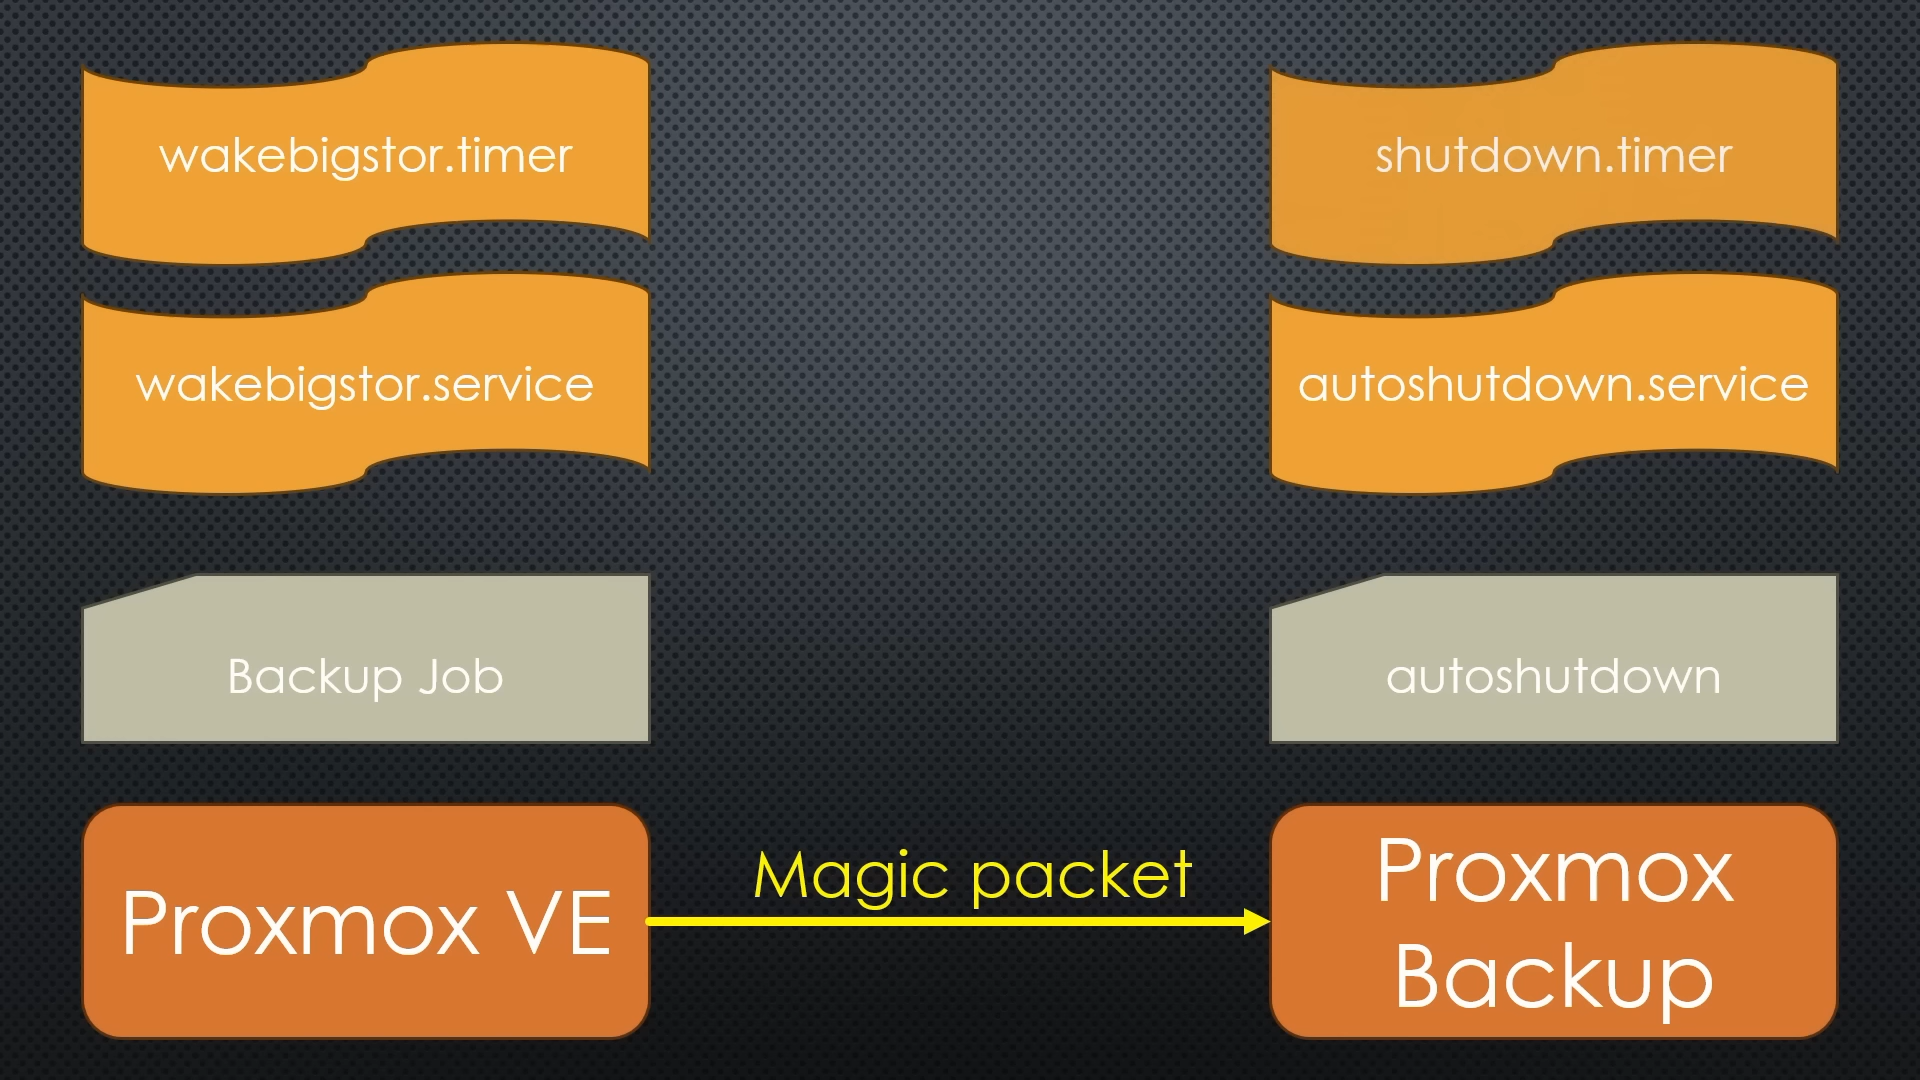 wakebigstor.timer
shutdown.timer
wakebigstor.service
autoshutdown.service
Backup Job
autoshutdown
Proxmox VE
Magic packet
Proxmox
Backup